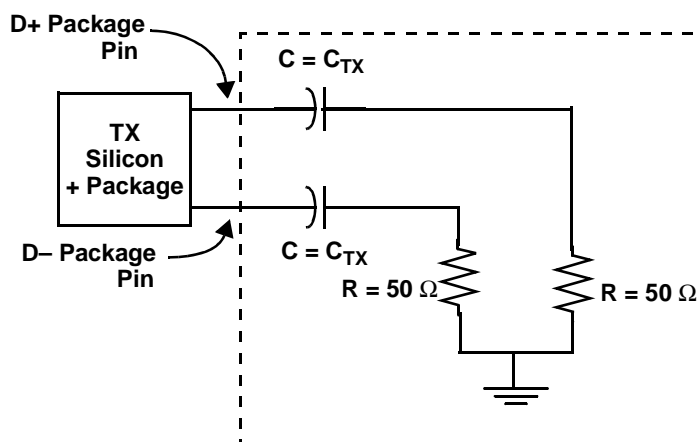 D+ Package
Pin
C = CTX
TX
Silicon
+ Package
D– Package
Pin
C = CTX
R = 50 Ω
R = 50 Ω